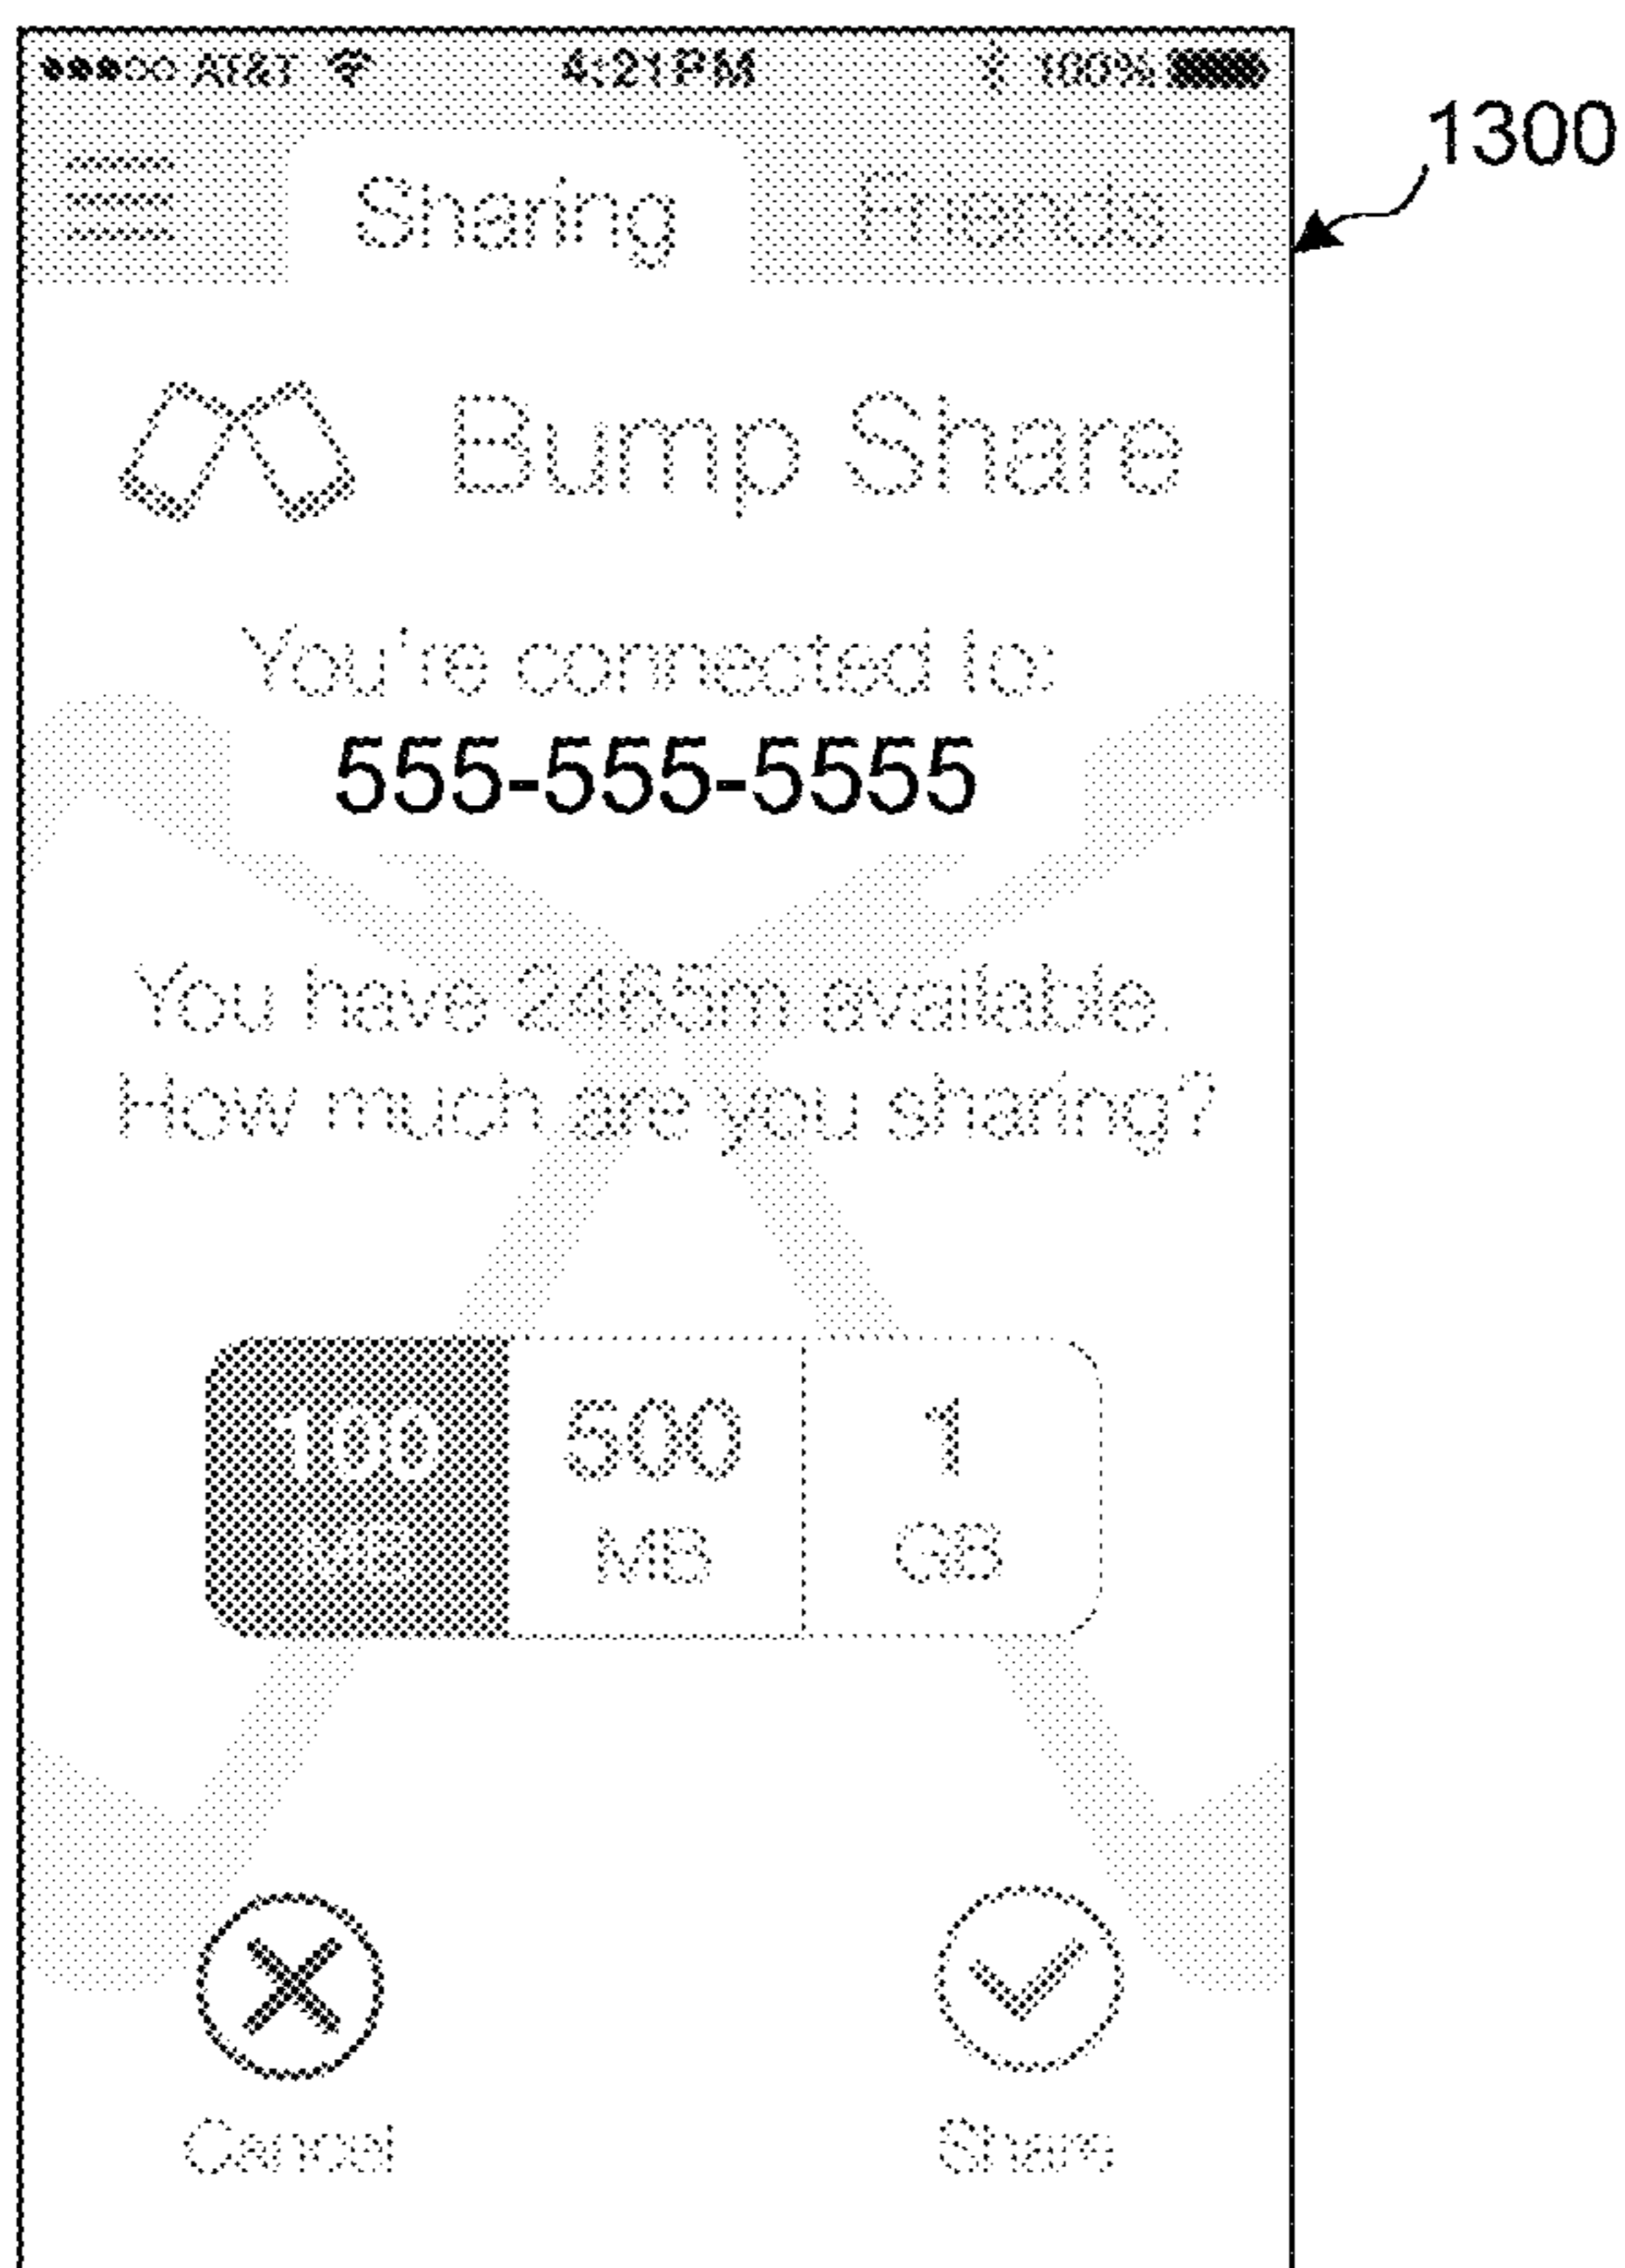 AT&T 4:21 PM 100%
1300
Sharing Friends
Bump Share
You're connected to:
555-555-5555
You have 2465m available.
How much are you sharing?
100 500 1
MB MB GB
Cancel Share